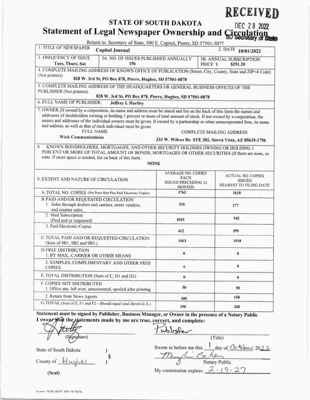 RECEIVED
DEC 28 2022
SD Secretary of State
STATE OF SOUTH DAKOTA
Statement of Legal Newspaper Ownership and Circulation
Return to: Secretary of State, 500 E. Capitol, Pierre, SD 57501-5077
1. TITLE OF NEWSPAPER Capital Journal
2. DATE 10/01/2022
3. FREQUENCY OF ISSUE
Tues, Thurs, Sat
3A. NO. OF ISSUES PUBLISHED ANNUALLY
156
3B. ANNUAL SUBSCRIPTION
PRICE $ $291.20
4. COMPLETE MAILING ADDRESS OF KNOWN OFFICE OF PUBLICATION (Street, City, County, State and ZIP+4 Code)
(Not printers)
828 W. 3rd St, PO Box 878, Pierre, Hughes, SD 57501-0878
5. COMPLETE MAILING ADDRESS OF THE HEADQUARTERS OR GENERAL BUSINESS OFFICES OF THE
PUBLISHER (Not printers)
828 W. 3rd St, PO Box 878, Pierre, Hughes, SD 57501-0878
6. FULL NAME OF PUBLISHER: Jeffrey L Hartley
7. OWNER (If owned by a corporation, its name and address must be stated and also on the back of this form the names and
addresses of stockholders owning or holding 1 percent or more of total amount of stock. If not owned by a corporation, the
names and addresses of the individual owners must be given. If owned by a partnership or other unincorporated firm, its name
and address, as well as that of each individual must be given.
FULL NAME
COMPLETE MAILING ADDRESS
Wick Communications
333 W. Wilcox Dr. STE 302, Sierra Vista, AZ 85635-1756
8. KNOWN BONDHOLDERS, MORTGAGES, AND OTHER SECURITY HOLDERS OWNING OR HOLDING 1
PERCENT OR MORE OF TOTAL AMOUNT OF BONDS, MORTGAGES OR OTHER SECURITIES (If there are none, so
state. If more space is needed, list on back of this form.
NONE
9. EXTENT AND NATURE OF CIRCULATION
AVERAGE NO. COPIES
EACH
ISSUED PRECEDING 12
MONTHS
ACTUAL NO. COPIES
ISSUED
NEAREST TO FILING DATE
A. TOTAL NO. COPIES (Net Press Run Plus Paid Electronic Copies)
1618
B. PAID AND/OR REQUESTED CIRCULATION
1. Sales through dealers and carriers, street vendors,
and counter sales
216
177
2. Mail Subscription
(Paid and or requested)
942
3. Paid Electronic Copies
C. TOTAL PAID AND/OR REQUESTED CIRCULATION
(Sum of 9B1, 9B2 and 9B3.)
D. FREE DISTRIBUTION
1. BY MAIL, CARRIER OR OTHER MEANS
0
0
2. SAMPLES, COMPLIMENTARY AND OTHER FREE
COPIES
0
0
E. TOTAL DISTRIBUTION (Sum of C, D1 and D2)
0
0
F. COPIES NOT DISTRIBUTED
1. Office use, left over, unaccounted, spoiled after printing
50
50
2. Return from News Agents
100
G. TOTAL (Sum of E, F1 and F2 - Should equal total shown in A.)
Statement must be signed by Publisher, Business Manager, or Owner in the presence of a Notary Public
I swear that the statements made by me are true, correct, and complete:
Publisher
(Signature)
(Title)
State of South Dakota )
Sworn to before me this 1 day of October 2022
County of Hughes )
Notary Public
(Seal)
My commission expires: 2-19-27